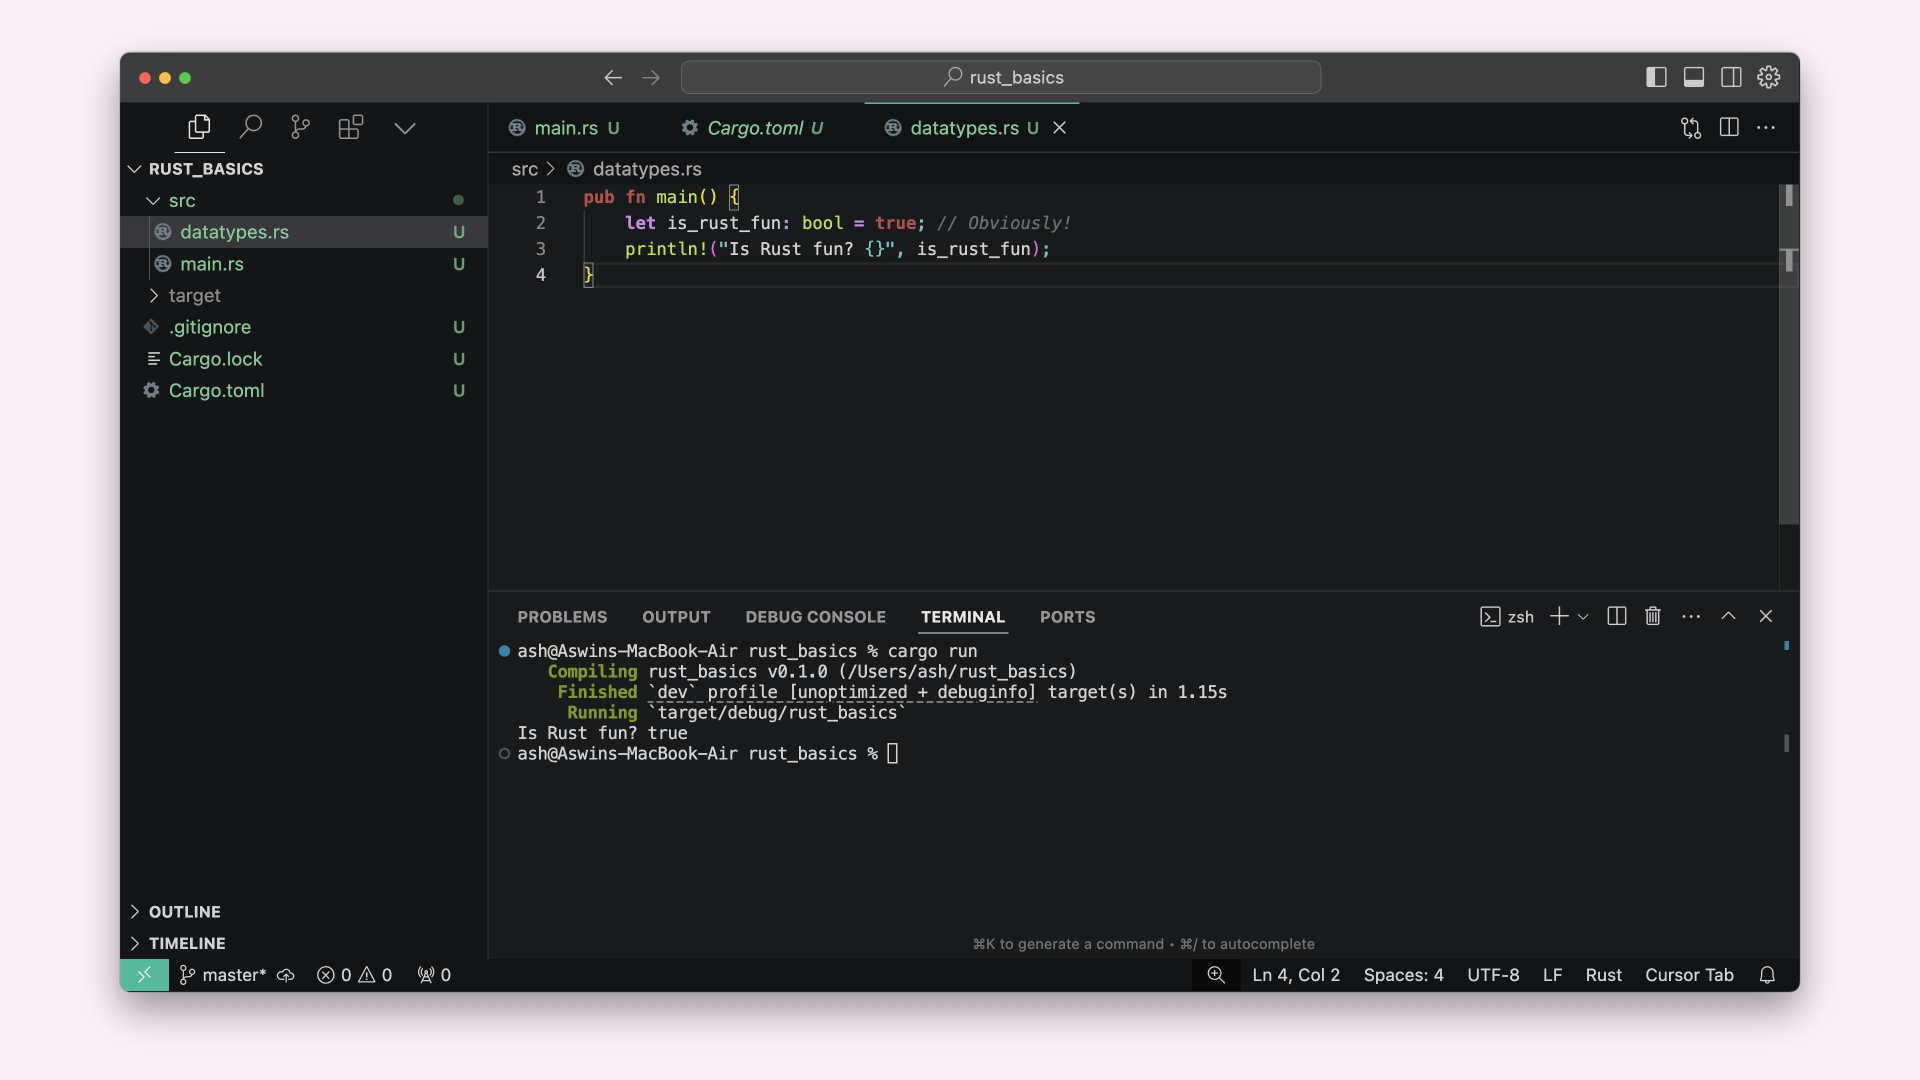 rust_basics
main.rs U
Cargo.toml U
datatypes.rs U
RUST_BASICS
src
datatypes.rs U
main.rs U
target
.gitignore U
Cargo.lock U
Cargo.toml U
OUTLINE
TIMELINE
src > datatypes.rs
1 pub fn main() {
2 let is_rust_fun: bool = true; // Obviously!
3 println!("Is Rust fun? {}", is_rust_fun);
4 }
PROBLEMS OUTPUT DEBUG CONSOLE TERMINAL PORTS
zsh
ash@Aswins-MacBook-Air rust_basics % cargo run
Compiling rust_basics v0.1.0 (/Users/ash/rust_basics)
Finished `dev` profile [unoptimized + debuginfo] target(s) in 1.15s
Running `target/debug/rust_basics`
Is Rust fun? true
ash@Aswins-MacBook-Air rust_basics %
⌘K to generate a command • ⌘/ to autocomplete
master* 0 0 0 Ln 4, Col 2 Spaces: 4 UTF-8 LF Rust Cursor Tab